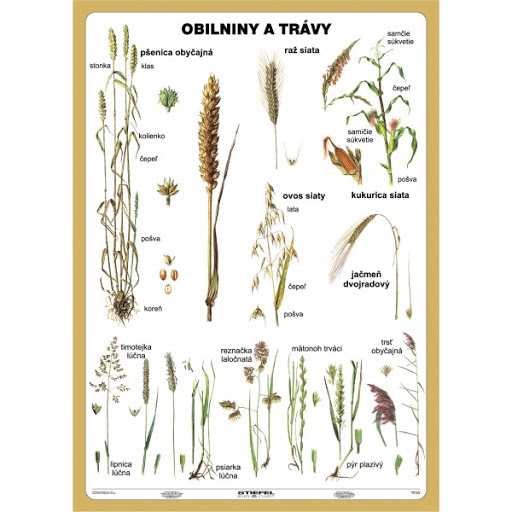 OBILNINY A TRÁVY
pšenica obyčajná
stonka
klas
kolienko
čepeľ
pošva
koreň
raž siata
samčie
súkvetie
čepeľ
samičie
súkvetie
pošva
kukurica siata
ovos siaty
lata
čepeľ
pošva
jačmeň
dvojradový
timotejka
lúčna
reznačka
laločnatá
mätonoh trváci
trsť
obyčajná
lipnica
lúčna
psiarka
lúčna
pýr plazivý
STIEFEL